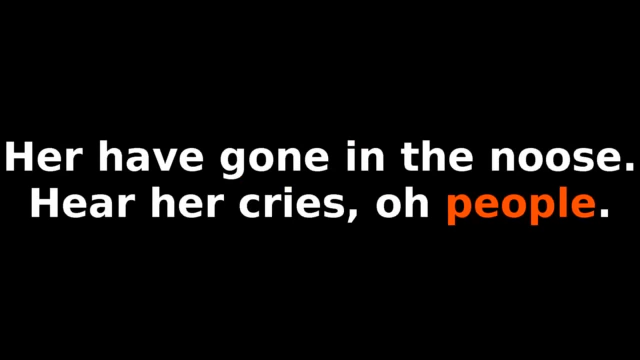 Her have gone in the noose.
Hear her cries, oh people.